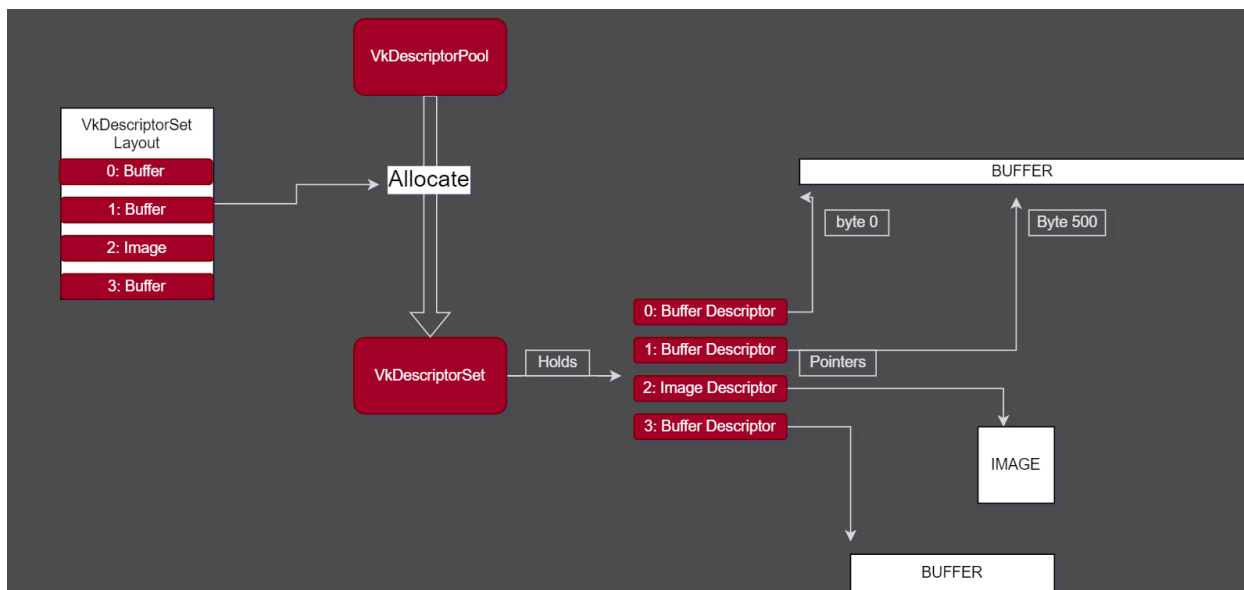 VkDescriptorPool
VkDescriptorSet
Layout
0: Buffer
1: Buffer
2: Image
3: Buffer
Allocate
BUFFER
byte 0
Byte 500
0: Buffer Descriptor
1: Buffer Descriptor
2: Image Descriptor
3: Buffer Descriptor
VkDescriptorSet
Holds
Pointers
IMAGE
BUFFER